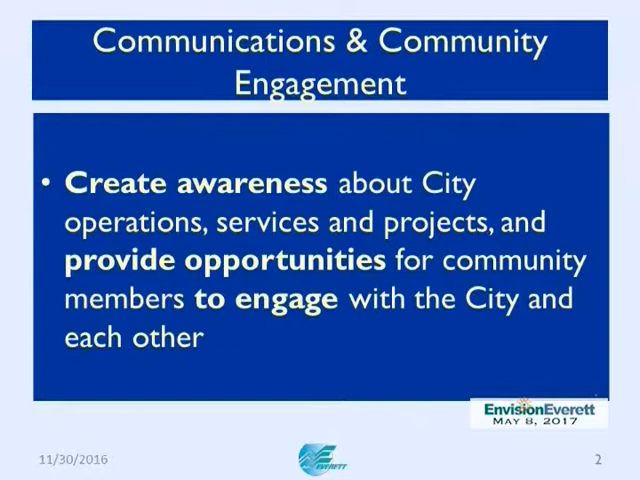 Communications & Community
Engagement
• Create awareness about City
operations, services and projects, and
provide opportunities for community
members to engage with the City and
each other
EnvisionEverett
MAY 8, 2017
11/30/2016
EVERETT
2